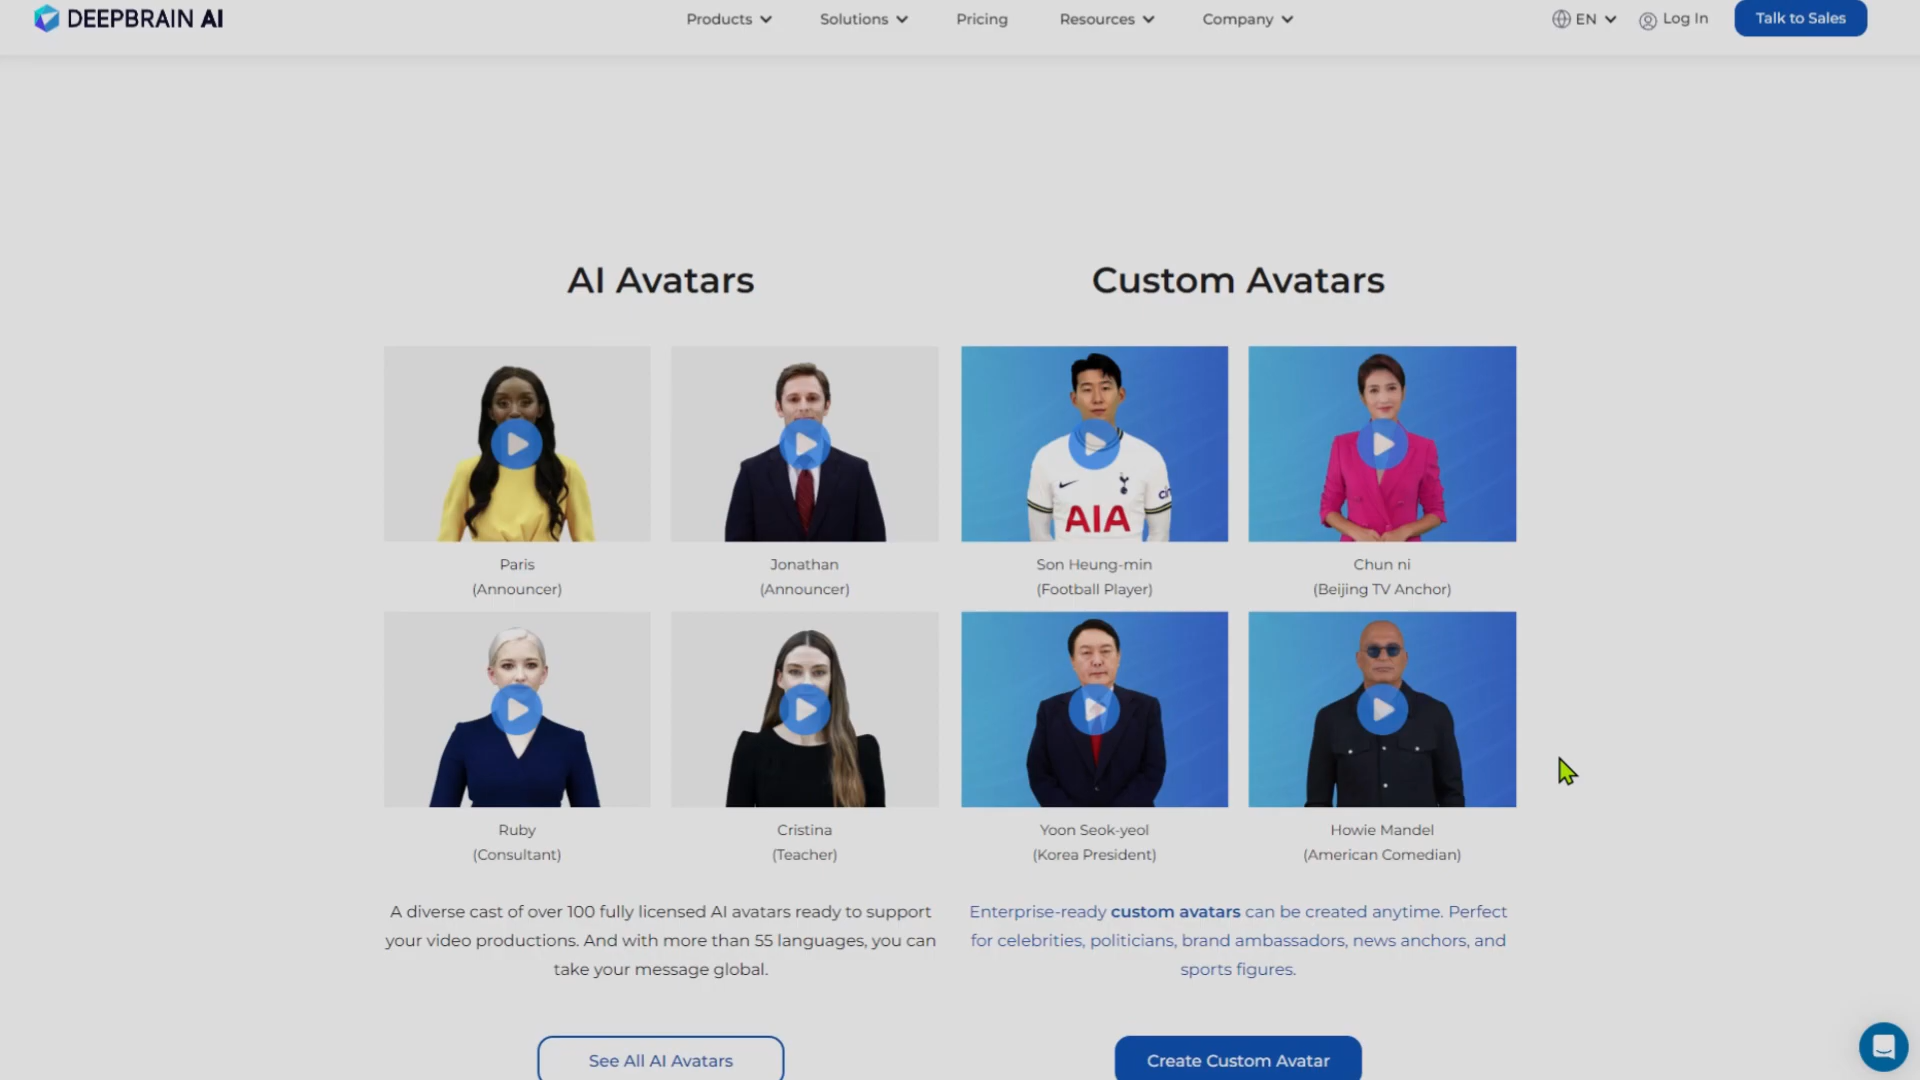 DEEPBRAIN AI
Products
Solutions
Pricing
Resources
Company
EN
Log In
Talk to Sales
AI Avatars
Custom Avatars
AIA
Paris
(Announcer)
Jonathan
(Announcer)
Son Heung-min
(Football Player)
Chun ni
(Beijing TV Anchor)
Ruby
(Consultant)
Cristina
(Teacher)
Yoon Seok-yeol
(Korea President)
Howie Mandel
(American Comedian)
A diverse cast of over 100 fully licensed AI avatars ready to support
your video productions. And with more than 55 languages, you can
take your message global.
Enterprise-ready custom avatars can be created anytime. Perfect
for celebrities, politicians, brand ambassadors, news anchors, and
sports figures.
See All AI Avatars
Create Custom Avatar